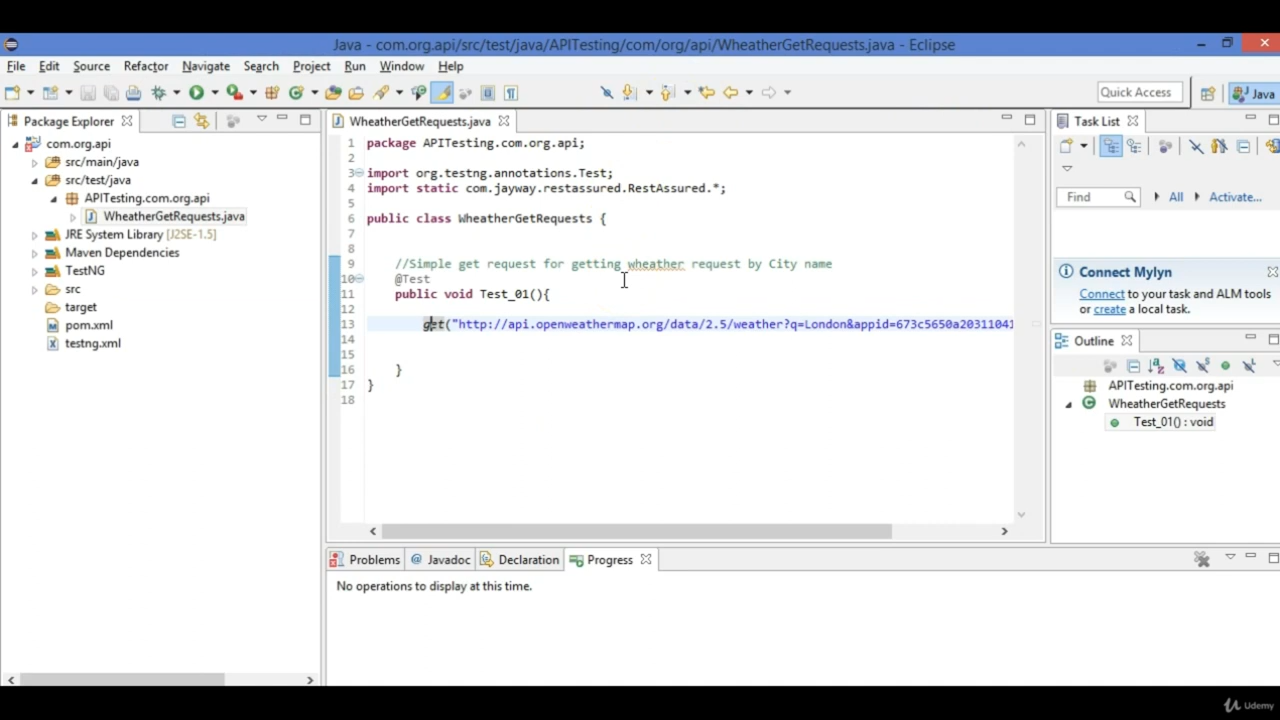 Java - com.org.api/src/test/java/APITesting/com/org/api/WheatherGetRequests.java - Eclipse
File Edit Source Refactor Navigate Search Project Run Window Help
Quick Access
Java
Package Explorer
com.org.api
src/main/java
src/test/java
APITesting.com.org.api
WheatherGetRequests.java
JRE System Library [J2SE-1.5]
Maven Dependencies
TestNG
src
target
pom.xml
testng.xml
WheatherGetRequests.java
1 package APITesting.com.org.api;
2
3 import org.testng.annotations.Test;
4 import static com.jayway.restassured.RestAssured.*;
5
6 public class WheatherGetRequests {
7
8
9 //Simple get request for getting wheather request by City name
10 @Test
11 public void Test_01(){
12
13 get("http://api.openweathermap.org/data/2.5/weather?q=London&appid=673c5650a20311041
14
15
16 }
17 }
18
Task List
Find All Activate...
Connect Mylyn
Connect to your task and ALM tools
or create a local task.
Outline
APITesting.com.org.api
WheatherGetRequests
Test_01() : void
Problems @ Javadoc Declaration Progress
No operations to display at this time.
Udemy